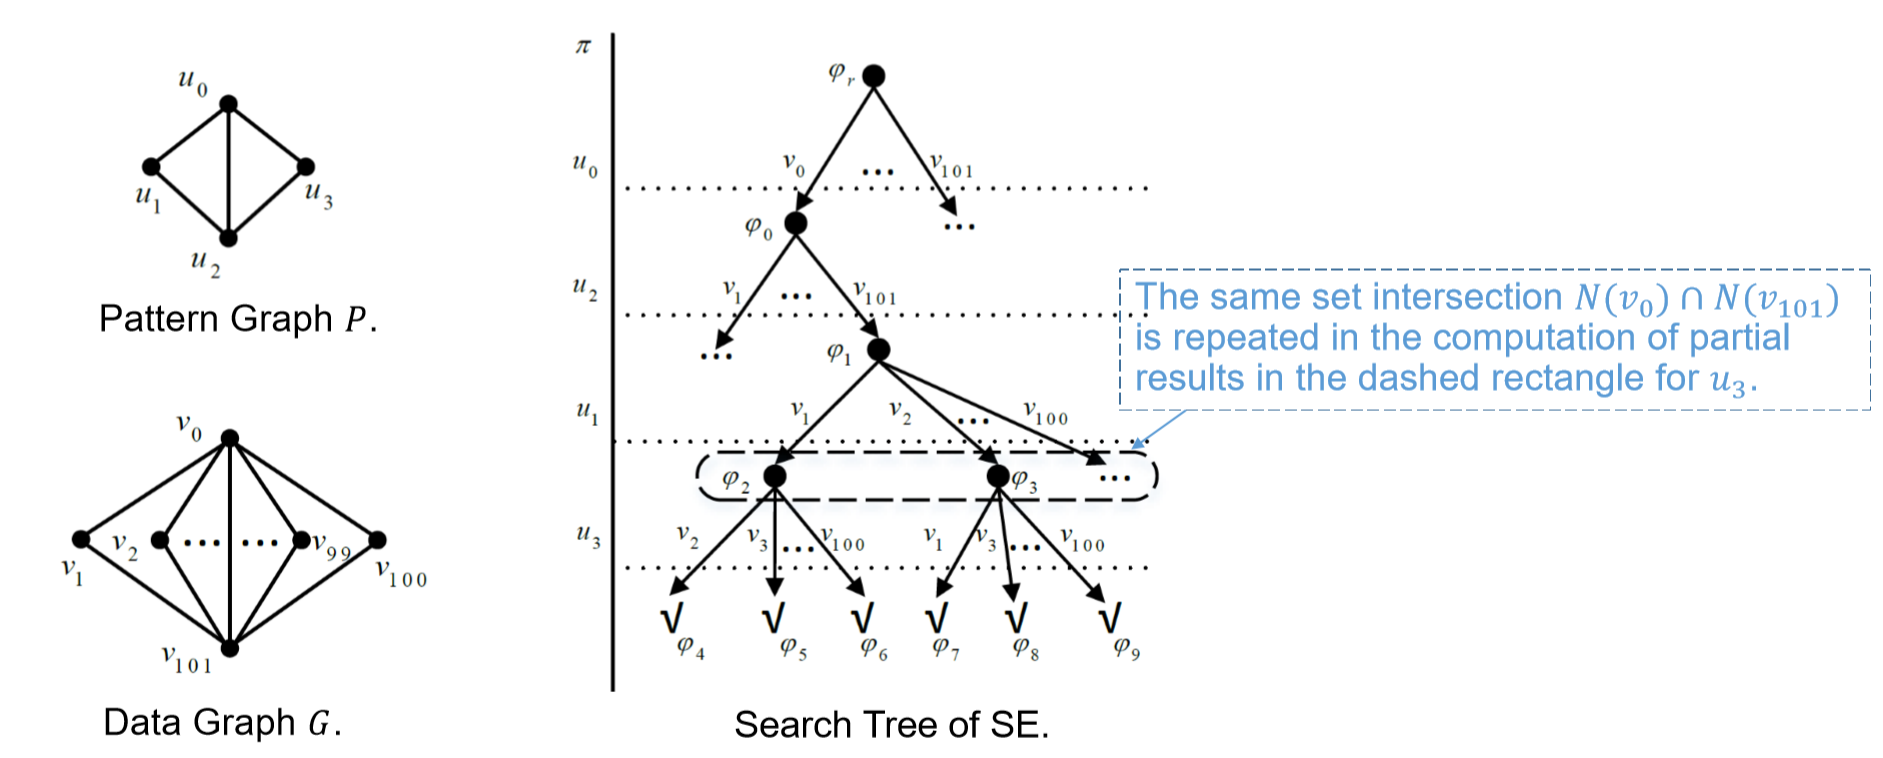 u0
u1
u3
u2
Pattern Graph P.
v0
v1
v2
... ...
v99
v100
v101
Data Graph G.
π
φr
u0
v0 ... v101
φ0
...
u2
v1 ... v101
...
φ1
u1
v1 v2 ... v100
φ2 φ3 ...
u3
v2 v3 ... v100 v1 v3 ... v100
√ √ √ √ √ √
φ4 φ5 φ6 φ7 φ8 φ9
Search Tree of SE.
The same set intersection N(v0) ∩ N(v101)
is repeated in the computation of partial
results in the dashed rectangle for u3.